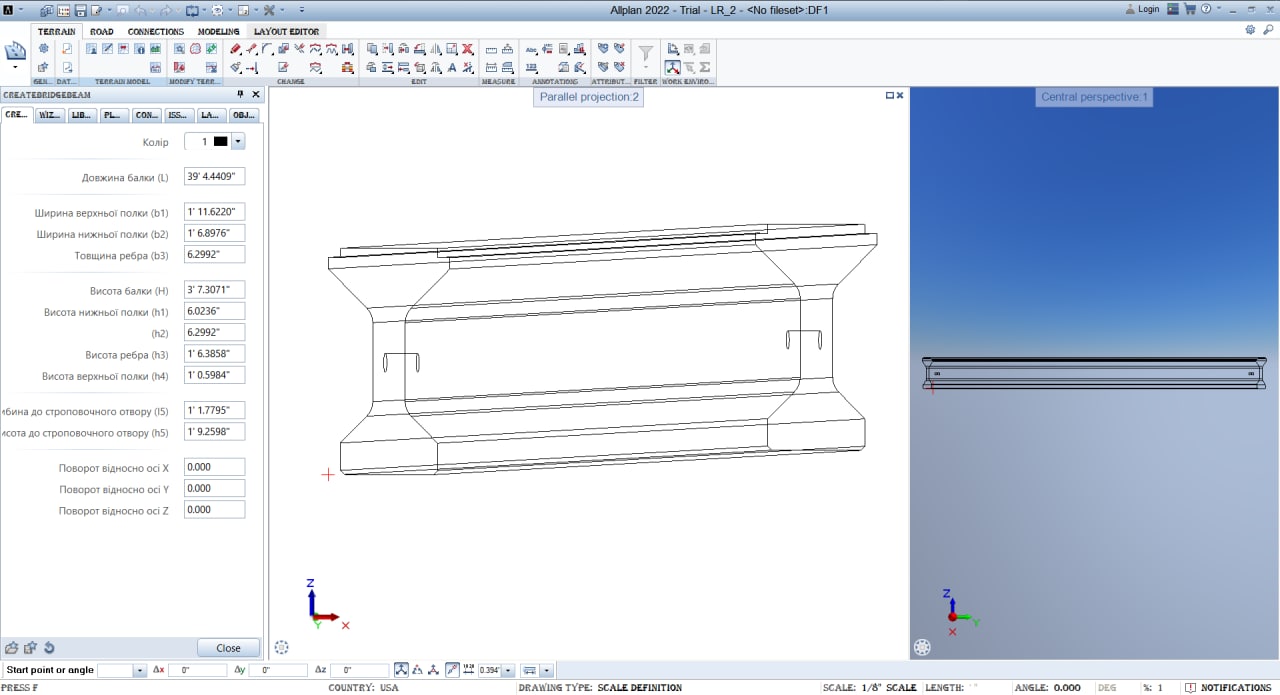 Allplan 2022 - Trial - LR_2 - <No fileset>:DF1
Login
TERRAIN ROAD CONNECTIONS MODELING LAYOUT EDITOR
GEN... DAT... TERRAIN MODEL MODIFY TERR... CHANGE EDIT MEASURE ANNOTATIONS ATTRIBUT... FILTER WORK ENVIRO...
CREATEBRIDGEBEAM
CRE... WIZ... LIB... PL... CON... ISS... LA... OBJ...
Parallel projection:2
Central perspective:1
Колір 1
Довжина балки (L) 39' 4.4409"
Ширина верхньої полки (b1) 1' 11.6220"
Ширина нижньої полки (b2) 1' 6.8976"
Товщина ребра (b3) 6.2992"
Висота балки (H) 3' 7.3071"
Висота нижньої полки (h1) 6.0236"
(h2) 6.2992"
Висота ребра (h3) 1' 6.3858"
Висота верхньої полки (h4) 1' 0.5984"
ибина до строповочного отвору (l5) 1' 1.7795"
исота до строповочного отвору (h5) 1' 9.2598"
Поворот відносно осі X 0.000
Поворот відносно осі Y 0.000
Поворот відносно осі Z 0.000
Z
Y
X
Z
Y
X
Close
Start point or angle Δx 0" Δy 0" Δz 0" 0.394"
PRESS F COUNTRY: USA DRAWING TYPE: SCALE DEFINITION SCALE: 1/8" SCALE LENGTH: ' " ANGLE: 0.000 DEG %: 1 NOTIFICATIONS